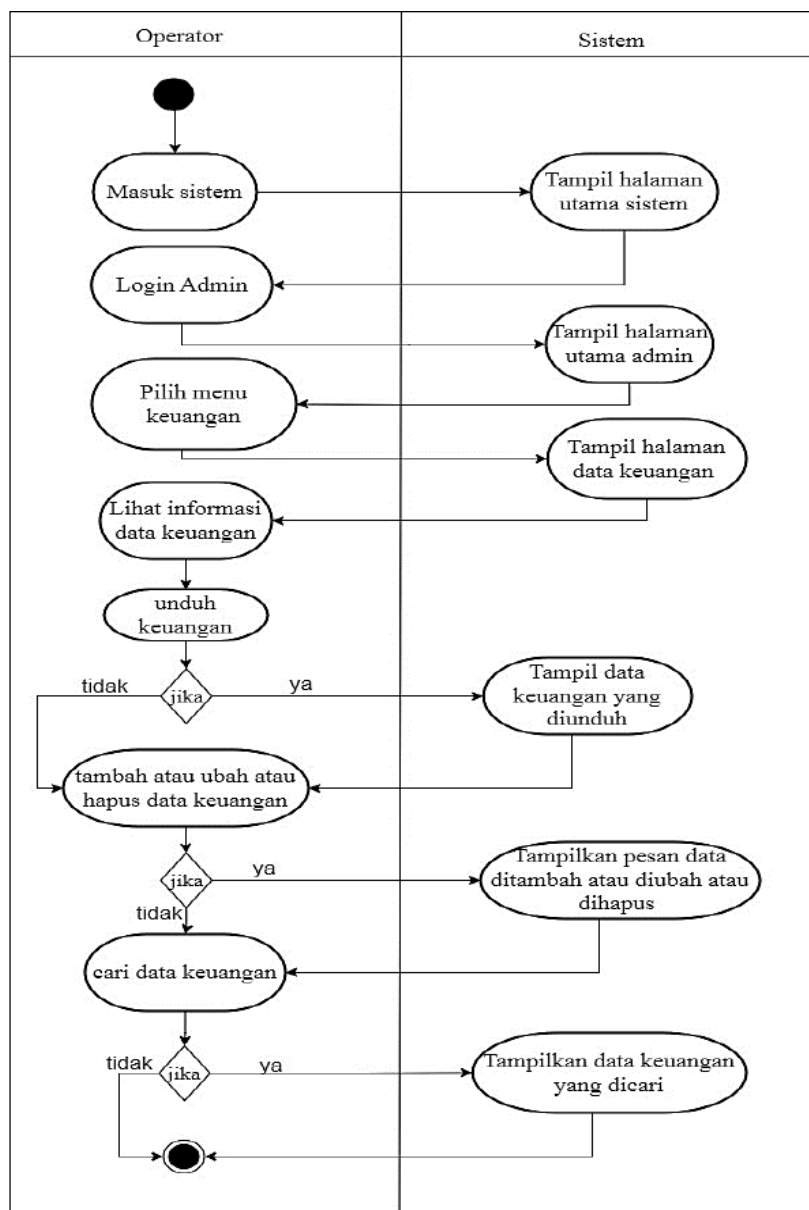 Operator
Sistem
Masuk sistem
Tampil halaman
utama sistem
Login Admin
Tampil halaman
utama admin
Pilih menu
keuangan
Tampil halaman
data keuangan
Lihat informasi
data keuangan
unduh
keuangan
tidak
jika
ya
Tampil data
keuangan yang
diunduh
tambah atau ubah atau
hapus data keuangan
jika
ya
tidak
Tampilkan pesan data
ditambah atau diubah atau
dihapus
cari data keuangan
tidak
jika
ya
Tampilkan data keuangan
yang dicari